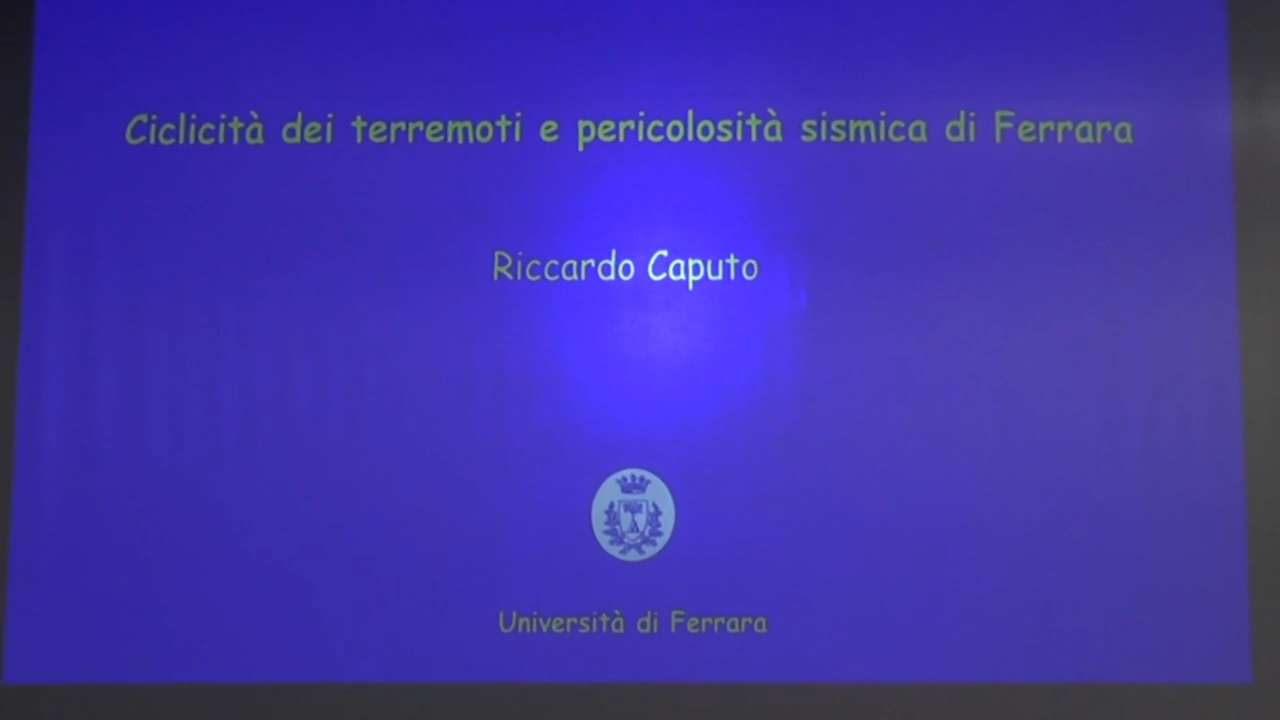 Ciclicità dei terremoti e pericolosità sismica di Ferrara
Riccardo Caputo
Università di Ferrara